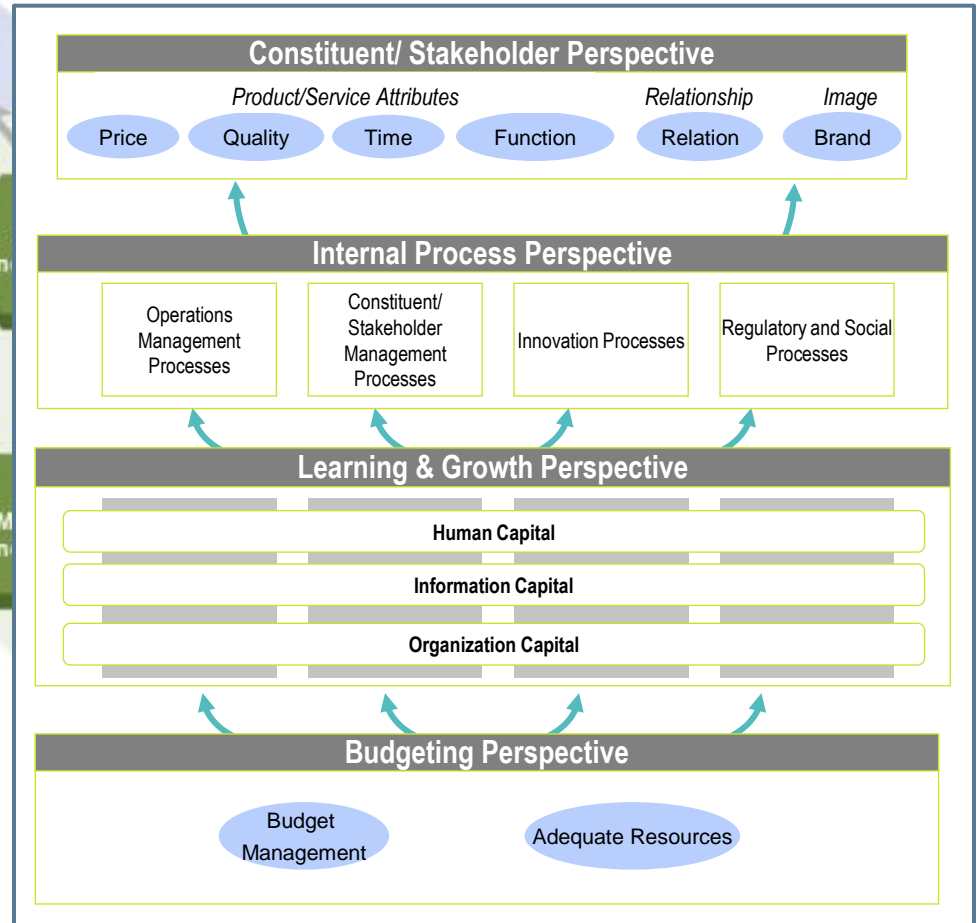 Constituent/ Stakeholder Perspective
Product/Service Attributes Relationship Image
Price Quality Time Function Relation Brand
Internal Process Perspective
Operations
Management
Processes
Constituent/
Stakeholder
Management
Processes
Innovation Processes
Regulatory and Social
Processes
Learning & Growth Perspective
Human Capital
Information Capital
Organization Capital
Budgeting Perspective
Budget
Management
Adequate Resources